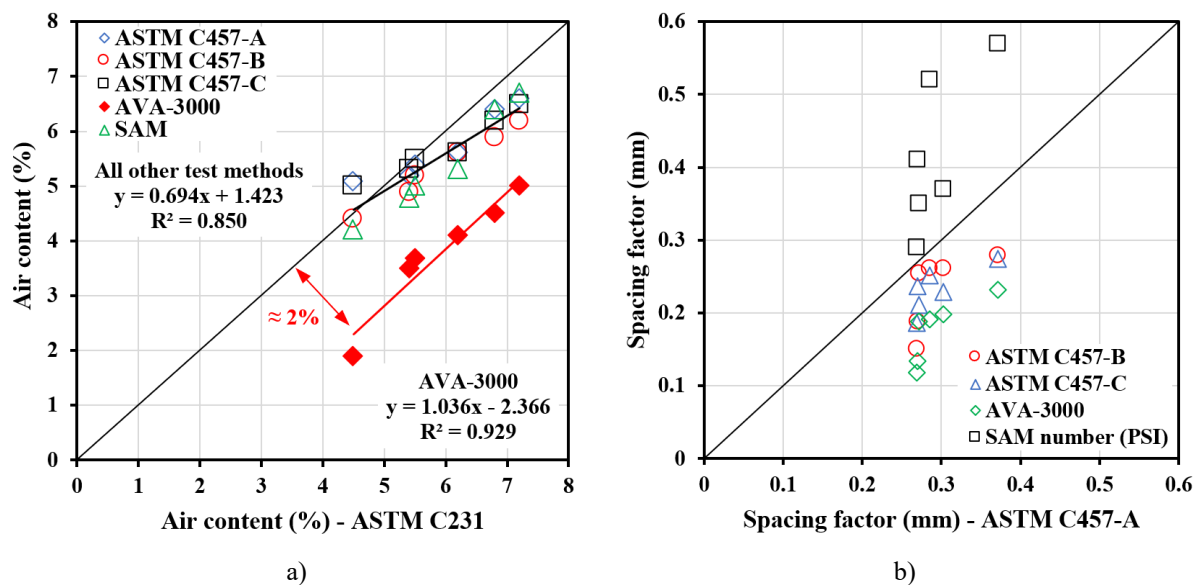 8
7
6
5
4
3
2
1
0
Air content (%)
ASTM C457-A
ASTM C457-B
ASTM C457-C
AVA-3000
SAM
All other test methods
y = 0.694x + 1.423
R² = 0.850
≈ 2%
AVA-3000
y = 1.036x - 2.366
R² = 0.929
0 1 2 3 4 5 6 7 8
Air content (%) - ASTM C231
a)
0.6
0.5
0.4
0.3
0.2
0.1
0
Spacing factor (mm)
ASTM C457-B
ASTM C457-C
AVA-3000
SAM number (PSI)
0 0.1 0.2 0.3 0.4 0.5 0.6
Spacing factor (mm) - ASTM C457-A
b)